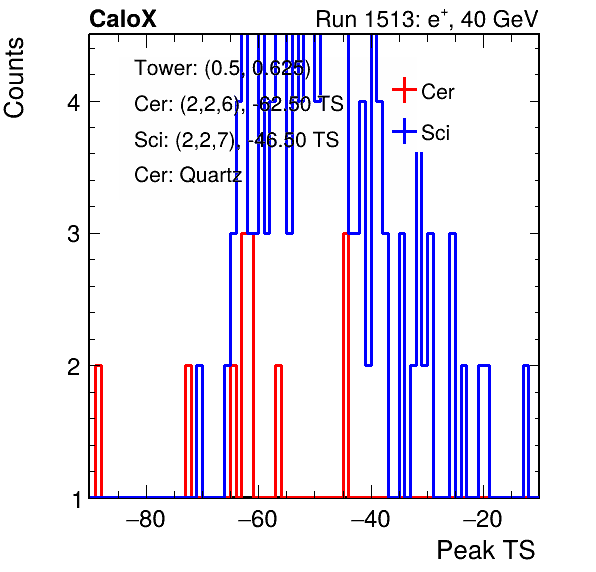 CaloX Run 1513: e⁺, 40 GeV
Counts
Tower: (0.5, 0.625)
Cer: (2,2,6), -62.50 TS
Sci: (2,2,7), -46.50 TS
Cer: Quartz
Cer
Sci
4
3
2
1
−80 −60 −40 −20
Peak TS